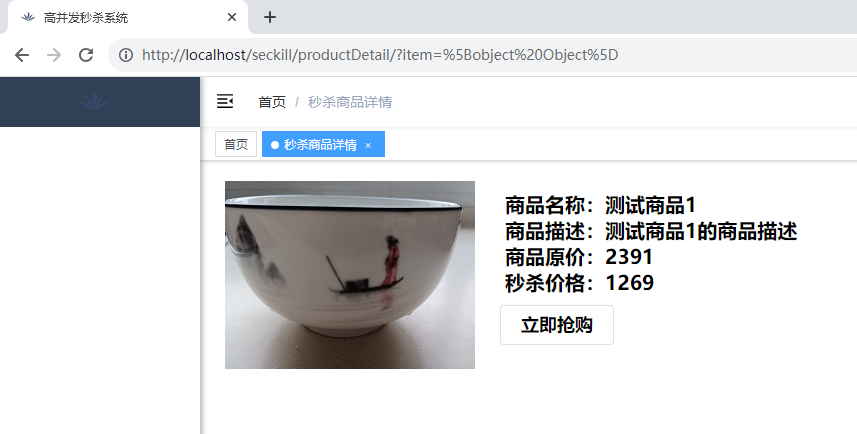 高并发秒杀系统
http://localhost/seckill/productDetail/?item=%5Bobject%20Object%5D
首页 / 秒杀商品详情
首页 秒杀商品详情 ×
商品名称：测试商品1
商品描述：测试商品1的商品描述
商品原价：2391
秒杀价格：1269
立即抢购